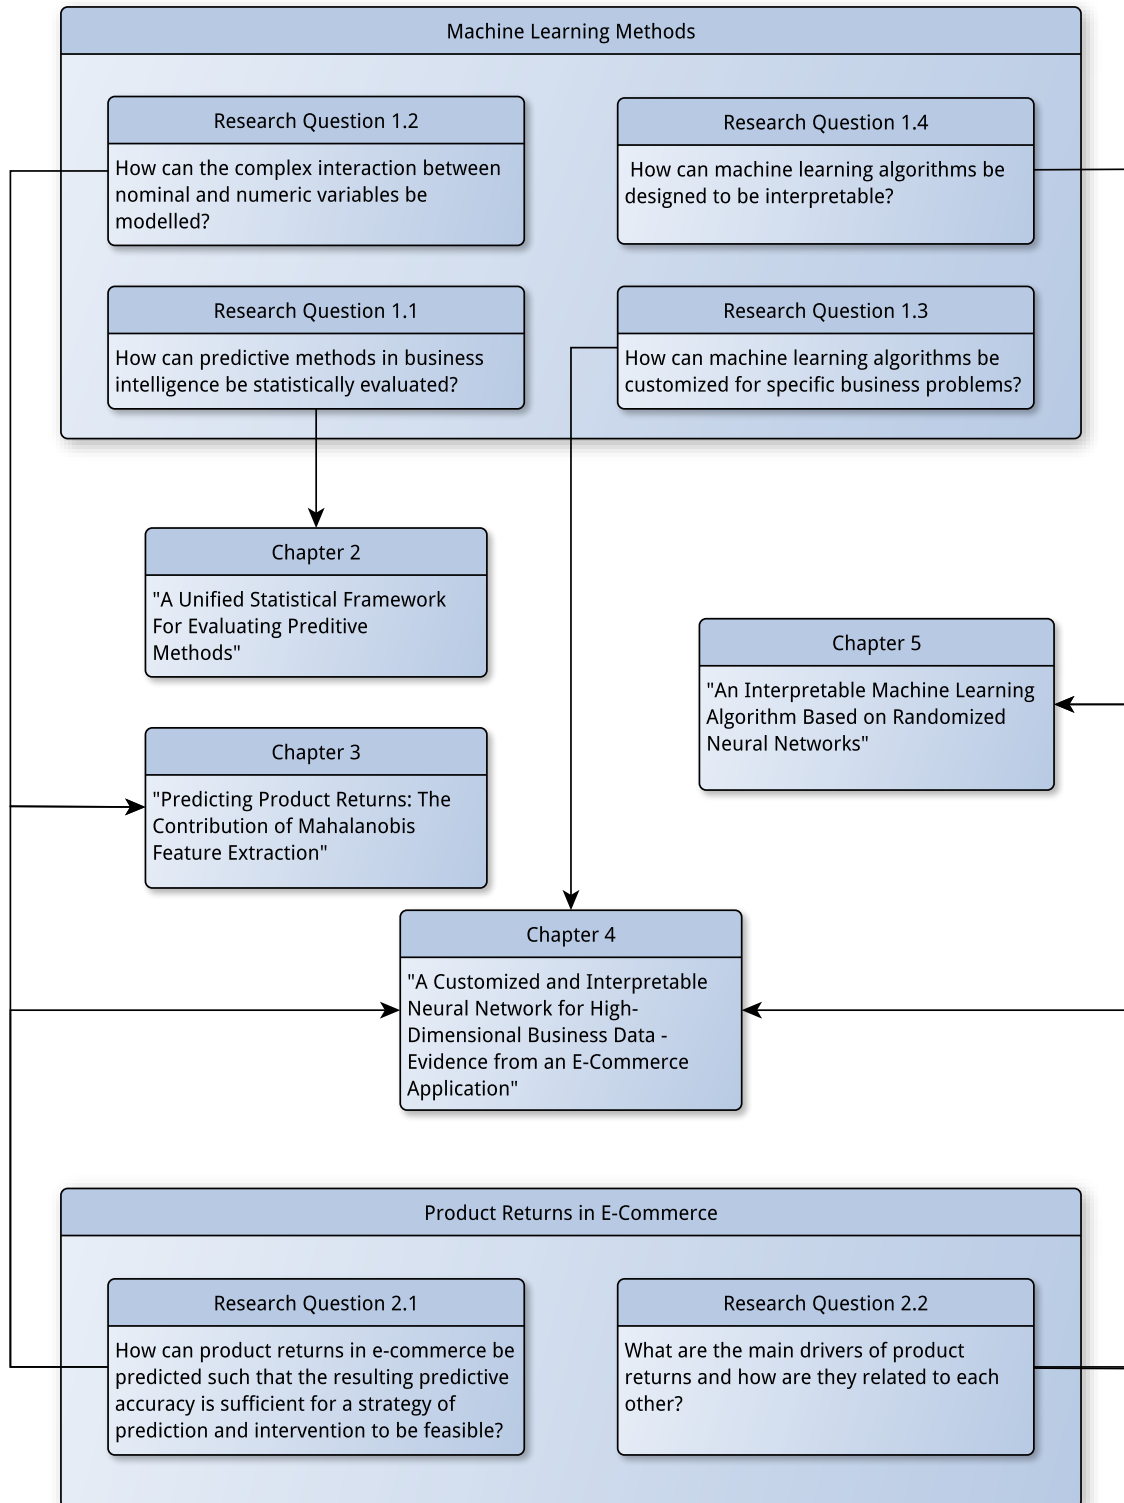 Machine Learning Methods
Research Question 1.2
How can the complex interaction between
nominal and numeric variables be
modelled?
Research Question 1.4
How can machine learning algorithms be
designed to be interpretable?
Research Question 1.1
How can predictive methods in business
intelligence be statistically evaluated?
Research Question 1.3
How can machine learning algorithms be
customized for specific business problems?
Chapter 2
"A Unified Statistical Framework
For Evaluating Preditive
Methods"
Chapter 5
"An Interpretable Machine Learning
Algorithm Based on Randomized
Neural Networks"
Chapter 3
"Predicting Product Returns: The
Contribution of Mahalanobis
Feature Extraction"
Chapter 4
"A Customized and Interpretable
Neural Network for High-
Dimensional Business Data -
Evidence from an E-Commerce
Application"
Product Returns in E-Commerce
Research Question 2.1
How can product returns in e-commerce be
predicted such that the resulting predictive
accuracy is sufficient for a strategy of
prediction and intervention to be feasible?
Research Question 2.2
What are the main drivers of product
returns and how are they related to each
other?